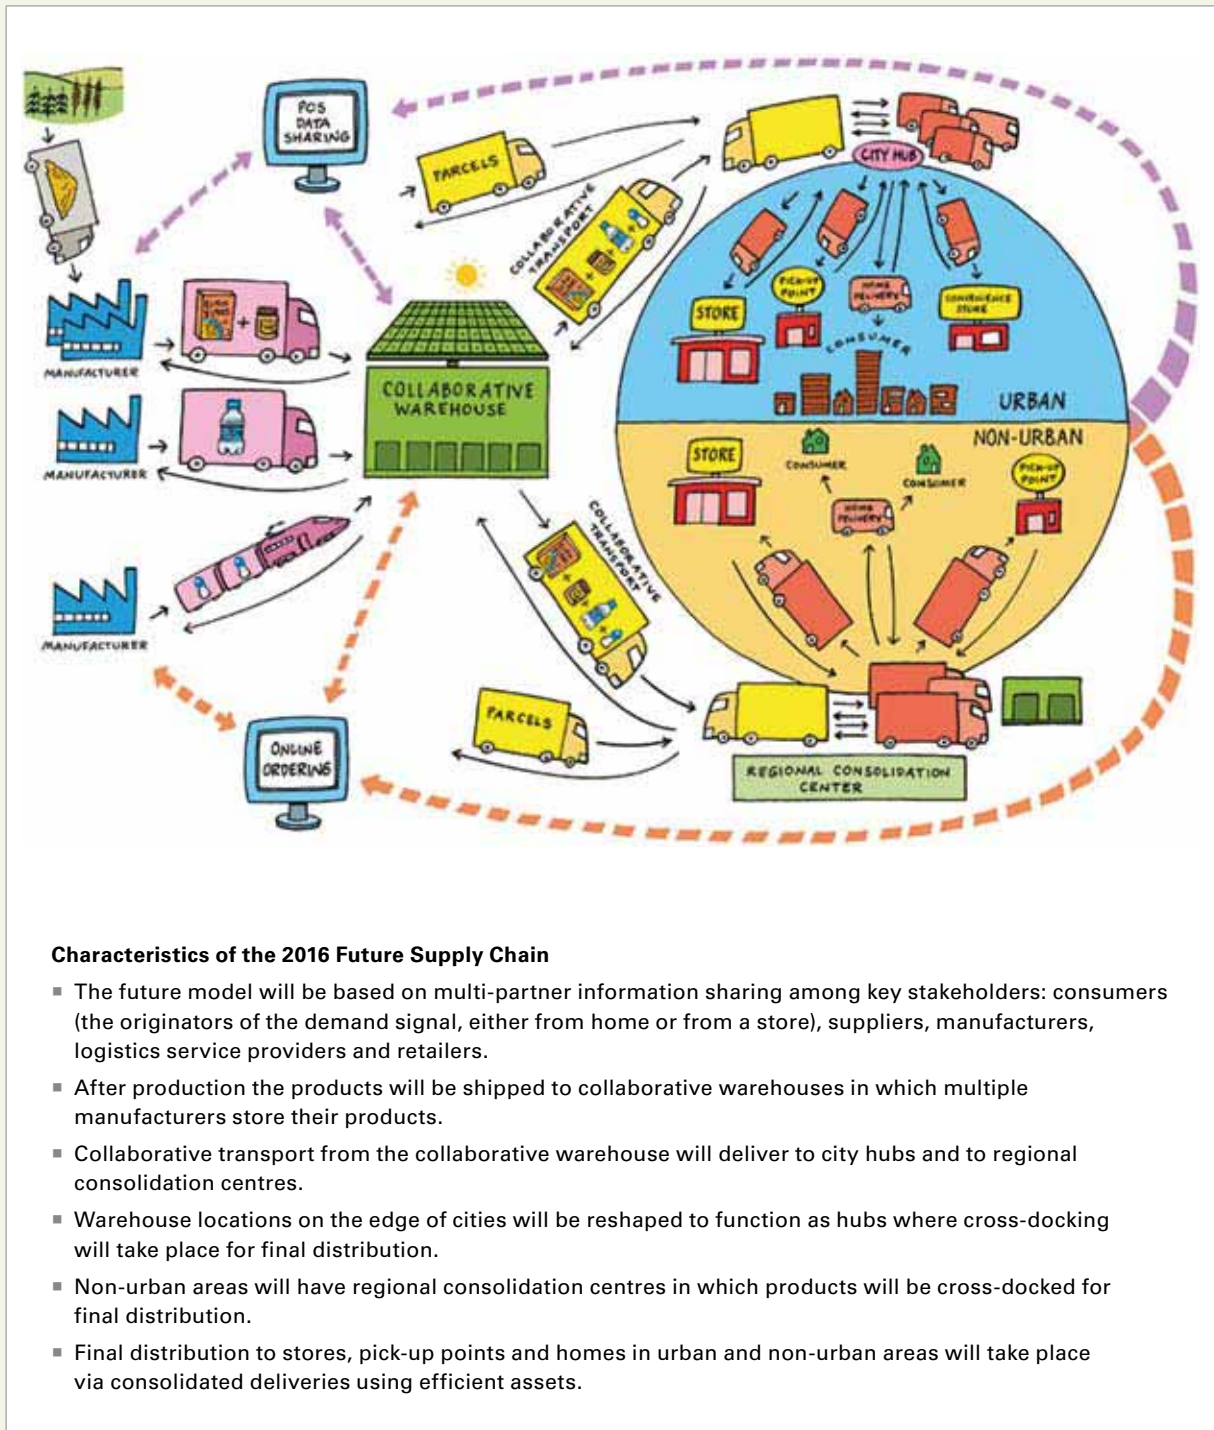 POS
DATA
SHARING
PARCELS
COLLABORATIVE
TRANSPORT
CITY HUB
STORE
PICK-UP
POINT
HOME
DELIVERY
CONVENIENCE
STORE
CONSUMER
URBAN
MANUFACTURER
COLLABORATIVE
WAREHOUSE
MANUFACTURER
NON-URBAN
STORE
CONSUMER
CONSUMER
PICK-UP
POINT
HOME
DELIVERY
COLLABORATIVE
TRANSPORT
MANUFACTURER
PARCELS
ONLINE
ORDERING
REGIONAL CONSOLIDATION
CENTER
Characteristics of the 2016 Future Supply Chain
▪ The future model will be based on multi-partner information sharing among key stakeholders: consumers
(the originators of the demand signal, either from home or from a store), suppliers, manufacturers,
logistics service providers and retailers.
▪ After production the products will be shipped to collaborative warehouses in which multiple
manufacturers store their products.
▪ Collaborative transport from the collaborative warehouse will deliver to city hubs and to regional
consolidation centres.
▪ Warehouse locations on the edge of cities will be reshaped to function as hubs where cross-docking
will take place for final distribution.
▪ Non-urban areas will have regional consolidation centres in which products will be cross-docked for
final distribution.
▪ Final distribution to stores, pick-up points and homes in urban and non-urban areas will take place
via consolidated deliveries using efficient assets.